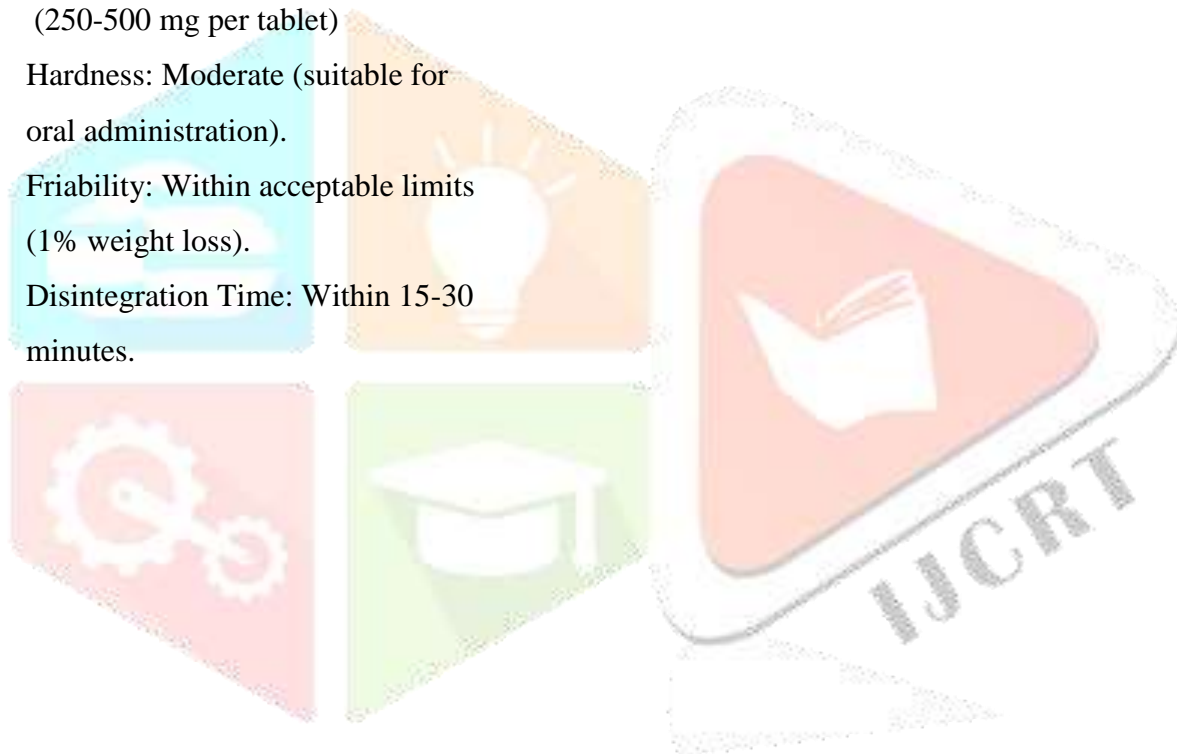 (250-500 mg per tablet)
Hardness: Moderate (suitable for
oral administration).
Friability: Within acceptable limits
(1% weight loss).
Disintegration Time: Within 15-30
minutes.
IJCRT